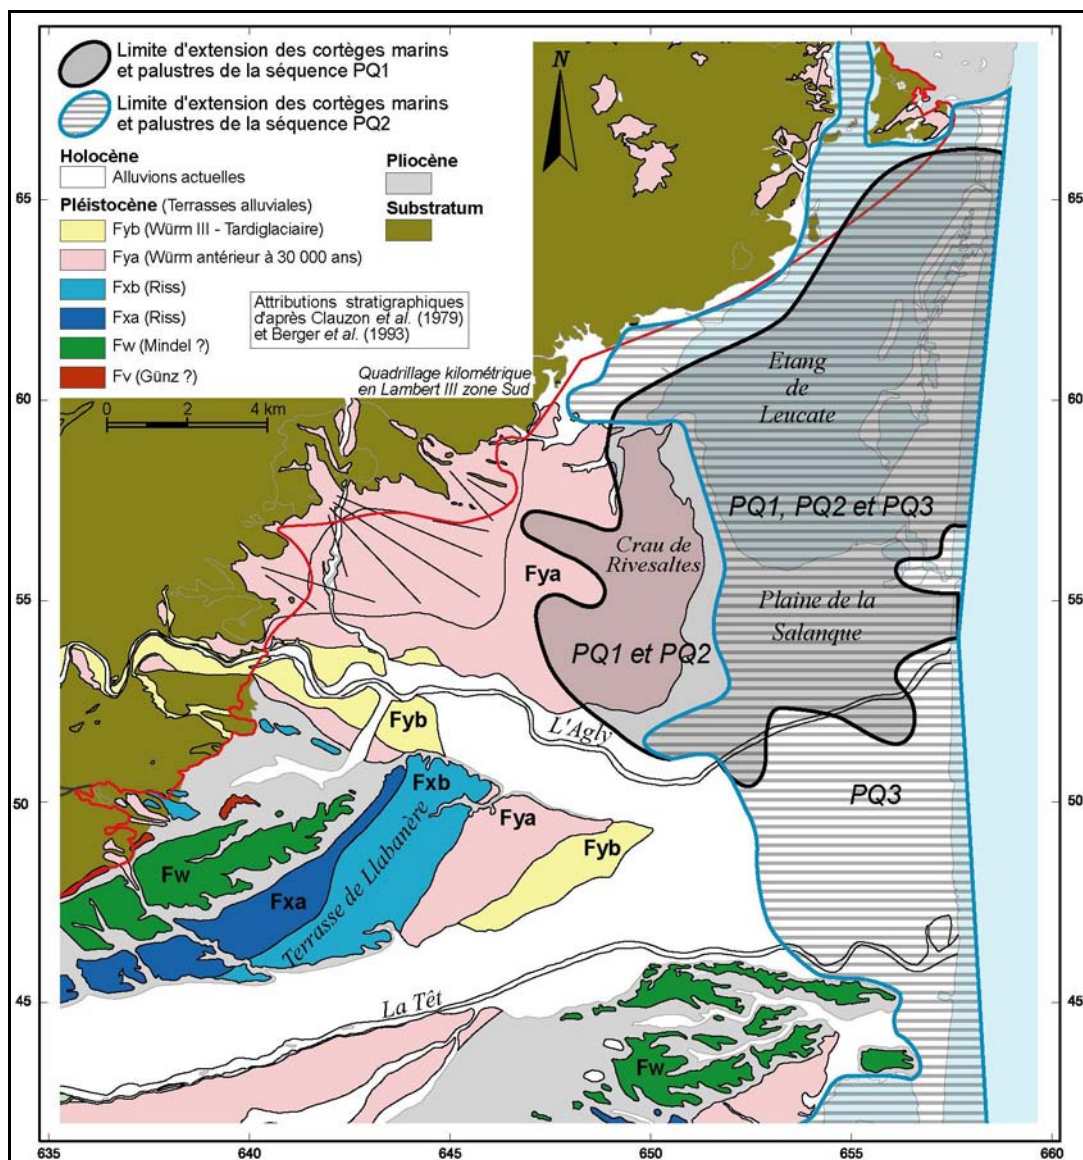 Limite d'extension des cortèges marins
et palustres de la séquence PQ1
Limite d'extension des cortèges marins
et palustres de la séquence PQ2
Holocène
Alluvions actuelles
Pléistocène (Terrasses alluviales)
Fyb (Würm III - Tardiglaciaire)
Fya (Würm antérieur à 30 000 ans)
Fxb (Riss)
Fxa (Riss)
Fw (Mindel ?)
Fv (Günz ?)
Pliocène
Substratum
Attributions stratigraphiques
d'après Clauzon et al. (1979)
et Berger et al. (1993)
Quadrillage kilométrique
en Lambert III zone Sud
0 2 4 km
N
65
65
60
60
55
55
50
50
45
45
Etang
de
Leucate
PQ1, PQ2 et PQ3
Crau de
Rivesaltes
Fya
Plaine de la
Salanque
PQ1 et PQ2
Fyb
L'Agly
Fxb
PQ3
Fya
Fyb
Fw
Fxa
Terrasse de Llabanère
La Têt
Fw
635 640 645 650 655 660